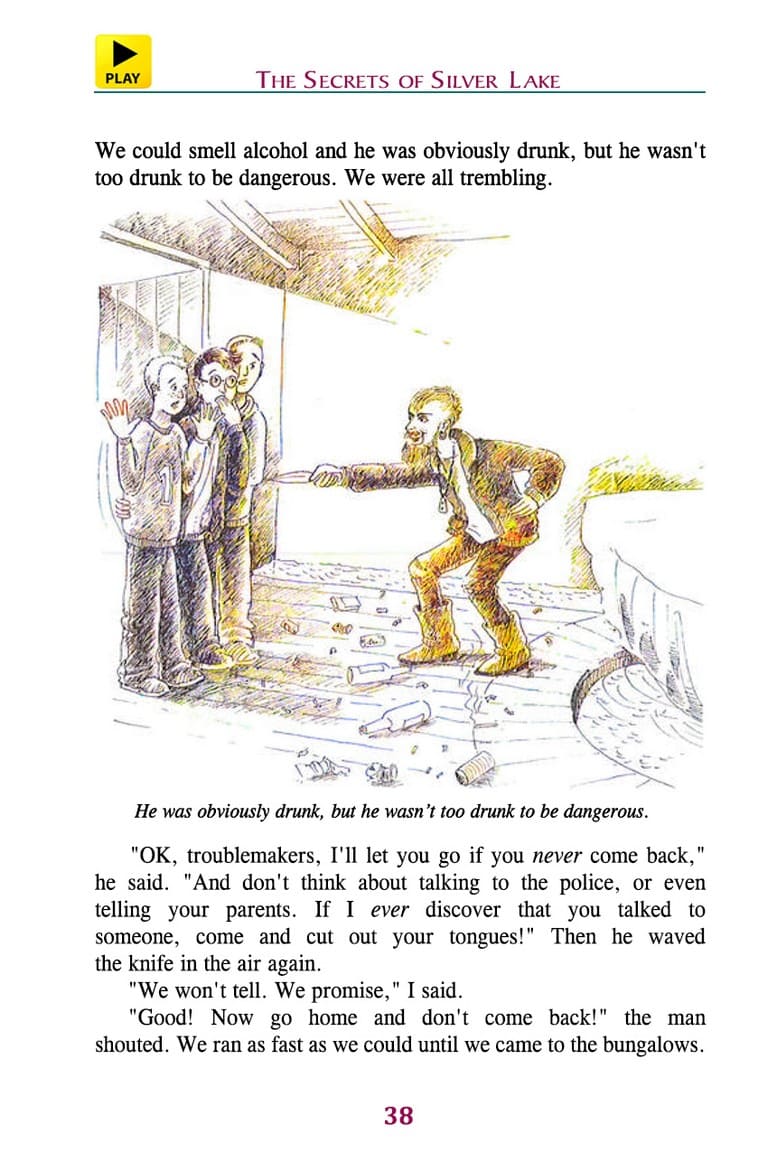 PLAY
THE SECRETS OF SILVER LAKE
We could smell alcohol and he was obviously drunk, but he wasn't
too drunk to be dangerous. We were all trembling.
1
He was obviously drunk, but he wasn’t too drunk to be dangerous.
"OK, troublemakers, I'll let you go if you never come back,"
he said. "And don't think about talking to the police, or even
telling your parents. If I ever discover that you talked to
someone, come and cut out your tongues!" Then he waved
the knife in the air again.
"We won't tell. We promise," I said.
"Good! Now go home and don't come back!" the man
shouted. We ran as fast as we could until we came to the bungalows.
38